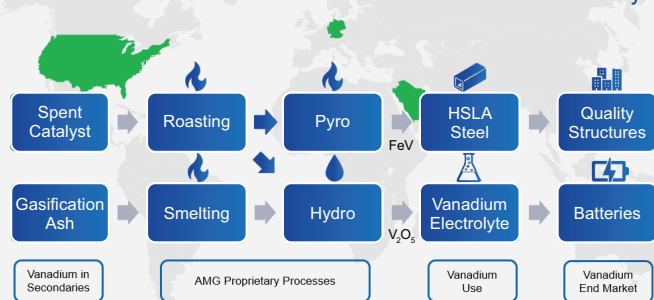 Spent
Catalyst
Roasting
Pyro
FeV
HSLA
Steel
Quality
Structures
Gasification
Ash
Smelting
Hydro
V₂O₅
Vanadium
Electrolyte
Batteries
Vanadium in
Secondaries
AMG Proprietary Processes
Vanadium
Use
Vanadium
End Market